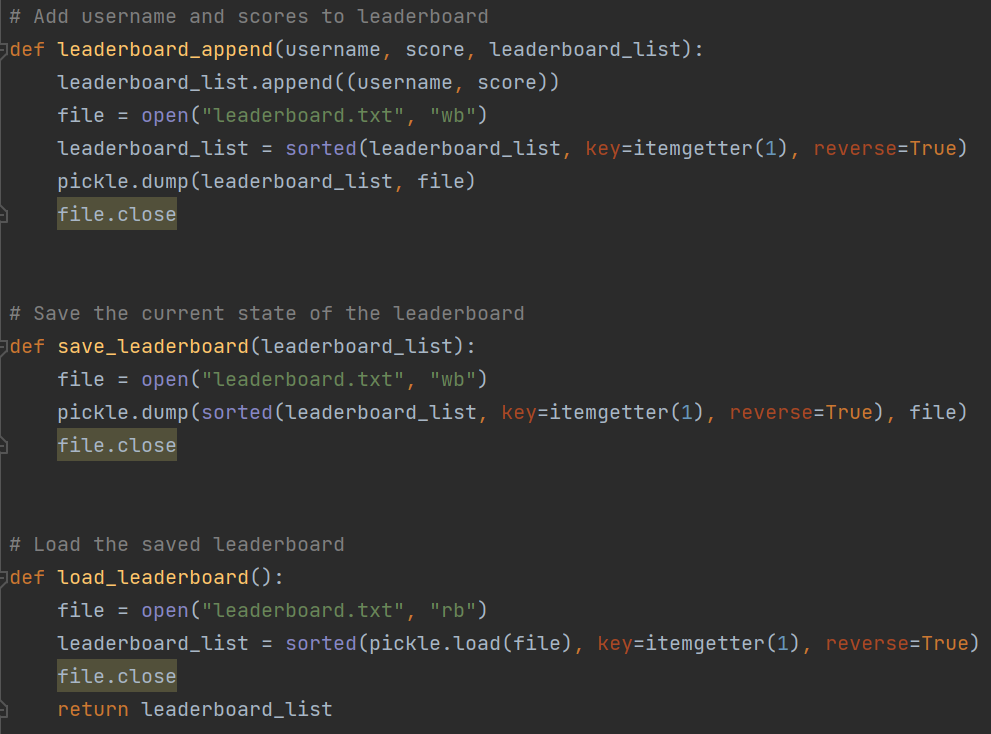 # Add username and scores to leaderboard
def leaderboard_append(username, score, leaderboard_list):
    leaderboard_list.append((username, score))
    file = open("leaderboard.txt", "wb")
    leaderboard_list = sorted(leaderboard_list, key=itemgetter(1), reverse=True)
    pickle.dump(leaderboard_list, file)
    file.close
# Save the current state of the leaderboard
def save_leaderboard(leaderboard_list):
    file = open("leaderboard.txt", "wb")
    pickle.dump(sorted(leaderboard_list, key=itemgetter(1), reverse=True), file)
    file.close
# Load the saved leaderboard
def load_leaderboard():
    file = open("leaderboard.txt", "rb")
    leaderboard_list = sorted(pickle.load(file), key=itemgetter(1), reverse=True)
    file.close
    return leaderboard_list